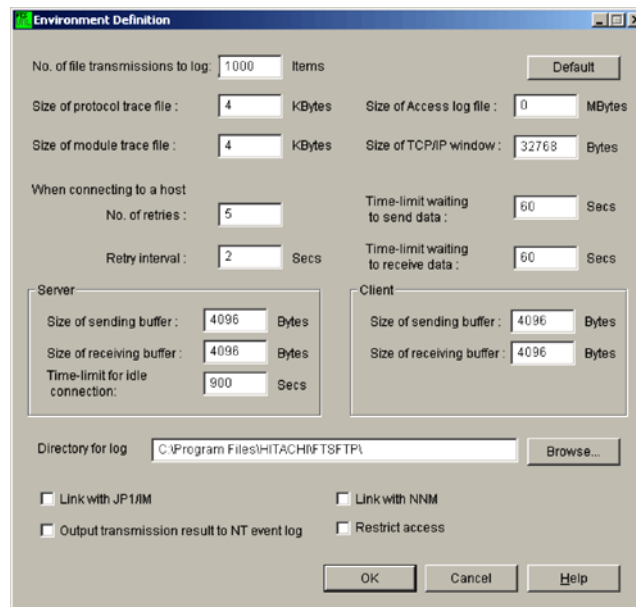 Environment Definition
No. of file transmissions to log: 1000 Items Default
Size of protocol trace file : 4 KBytes Size of Access log file : 0 MBytes
Size of module trace file : 4 KBytes Size of TCP/IP window : 32768 Bytes
When connecting to a host
No. of retries : 5
Time-limit waiting
to send data : 60 Secs
Retry interval : 2 Secs
Time-limit waiting
to receive data : 60 Secs
Server
Size of sending buffer : 4096 Bytes
Size of receiving buffer : 4096 Bytes
Time-limit for idle
connection: 900 Secs
Client
Size of sending buffer : 4096 Bytes
Size of receiving buffer : 4096 Bytes
Directory for log C:\Program Files\HITACHI\FTSFTP\ Browse...
Link with JP1/IM Link with NNM
Output transmission result to NT event log Restrict access
OK Cancel Help